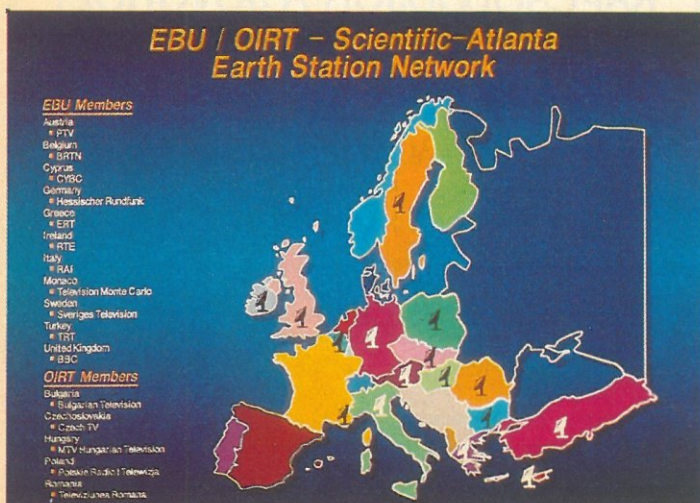 EBU / OIRT - Scientific-Atlanta
Earth Station Network
EBU Members
Austria
PTV
Belgium
BRTN
Cyprus
CYBC
Germany
Hessischer Rundfunk
Greece
ERT
Ireland
RTE
Italy
RAI
Monaco
Television Monte Carlo
Sweden
Sveriges Television
Turkey
TRT
United Kingdom
BBC
OIRT Members
Bulgaria
Bulgarian Television
Czechoslovakia
Czech TV
Hungary
MTV Hungarian Television
Poland
Polskie Radio i Telewizja
Romania
Televiziunea Romana